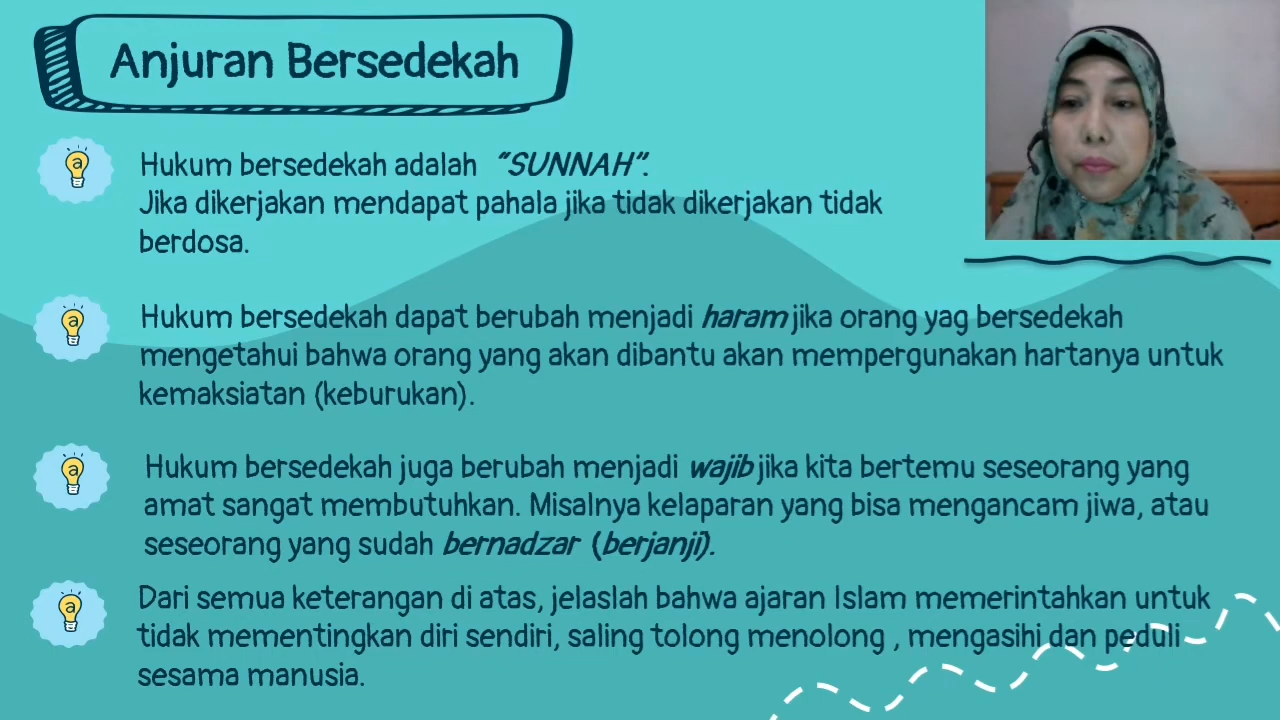 Anjuran Bersedekah
Hukum bersedekah adalah "SUNNAH".
Jika dikerjakan mendapat pahala jika tidak dikerjakan tidak
berdosa.
Hukum bersedekah dapat berubah menjadi haram jika orang yag bersedekah
mengetahui bahwa orang yang akan dibantu akan mempergunakan hartanya untuk
kemaksiatan (keburukan).
Hukum bersedekah juga berubah menjadi wajib jika kita bertemu seseorang yang
amat sangat membutuhkan. Misalnya kelaparan yang bisa mengancam jiwa, atau
seseorang yang sudah bernadzar (berjanji).
Dari semua keterangan di atas, jelaslah bahwa ajaran Islam memerintahkan untuk
tidak mementingkan diri sendiri, saling tolong menolong , mengasihi dan peduli
sesama manusia.